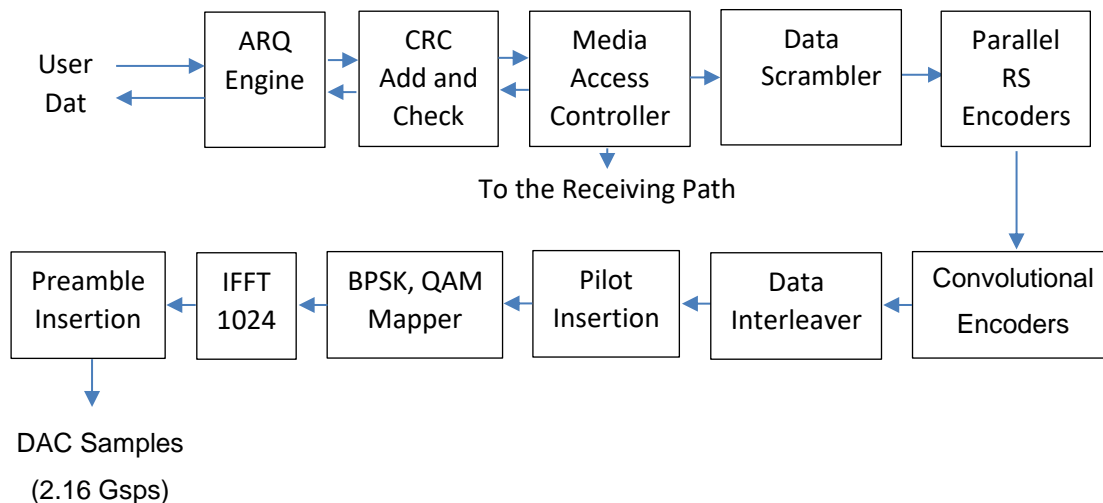 User
Dat
ARQ
Engine
CRC
Add and
Check
Media
Access
Controller
Data
Scrambler
Parallel
RS
Encoders
To the Receiving Path
Preamble
Insertion
IFFT
1024
BPSK, QAM
Mapper
Pilot
Insertion
Data
Interleaver
Convolutional
Encoders
DAC Samples
(2.16 Gsps)